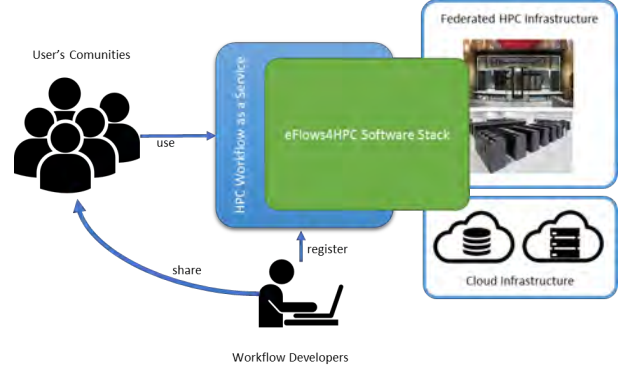 Federated HPC Infrastructure
User's Comunities
HPC Workflow as a Service
eFlows4HPC Software Stack
use
register
share
Cloud Infrastructure
Workflow Developers